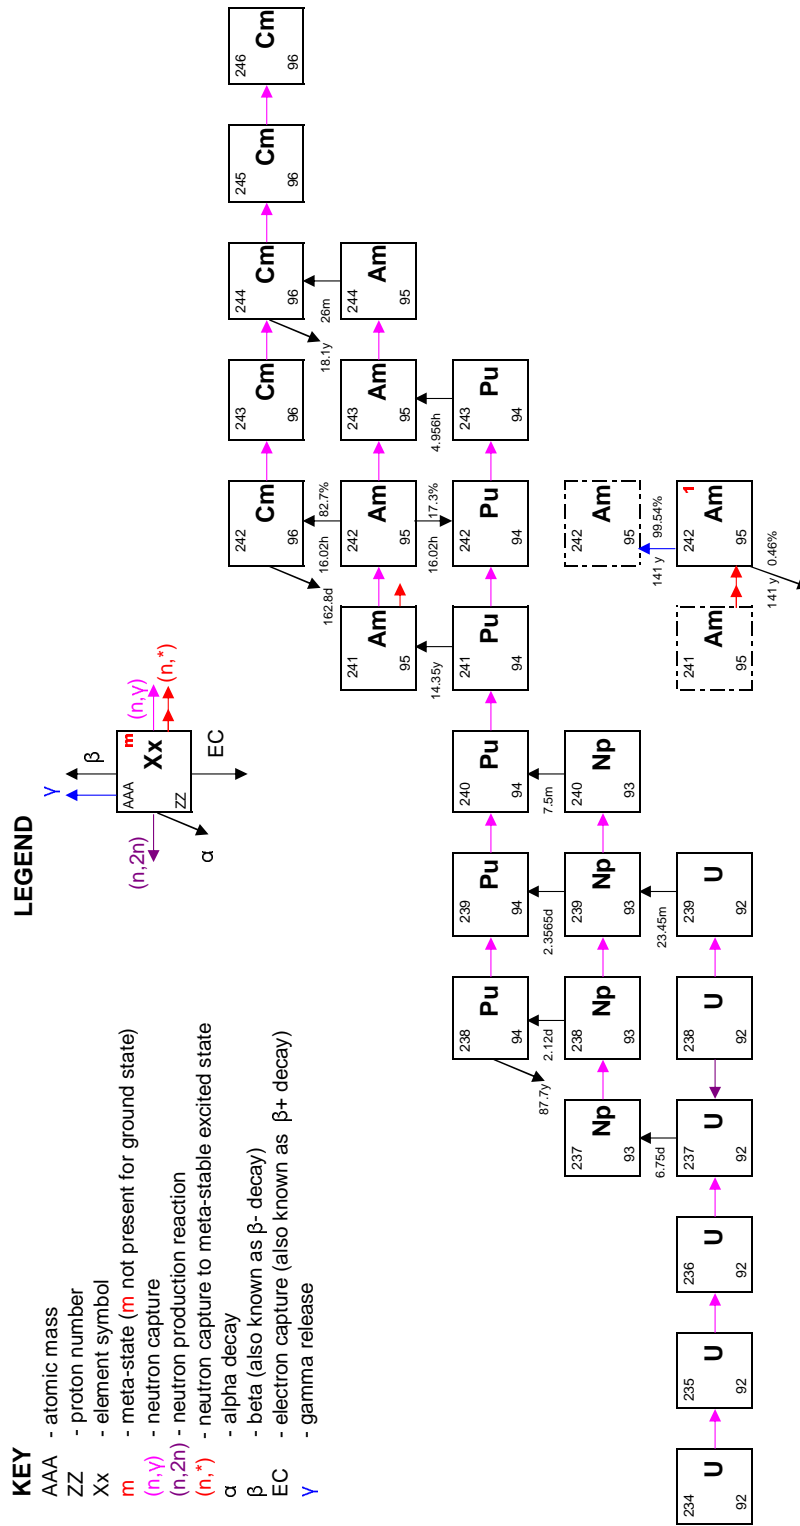 KEY
AAA - atomic mass
ZZ - proton number
Xx - element symbol
m - meta-state (m not present for ground state)
(n,γ) - neutron capture
(n,2n) - neutron production reaction
(n,*) - neutron capture to meta-stable excited state
α - alpha decay
β - beta (also known as β- decay)
EC - electron capture (also known as β+ decay)
γ - gamma release
LEGEND
γ
β
(n,2n)
AAA
m
Xx
ZZ
(n,γ)
(n,*)
α
EC
242
Cm
96
243
Cm
96
244
Cm
96
245
Cm
96
246
Cm
96
162.8d
16.02h
82.7%
18.1y
26m
241
Am
95
242
Am
95
243
Am
95
244
Am
95
14.35y
16.02h
17.3%
4.956h
238
Pu
94
239
Pu
94
240
Pu
94
241
Pu
94
242
Pu
94
243
Pu
94
87.7y
2.12d
2.3565d
7.5m
237
Np
93
238
Np
93
239
Np
93
240
Np
93
242
Am
95
6.75d
23.45m
141 y
99.54%
234
U
92
235
U
92
236
U
92
237
U
92
238
U
92
239
U
92
241
Am
95
242
Am
1
95
141 y
0.46%